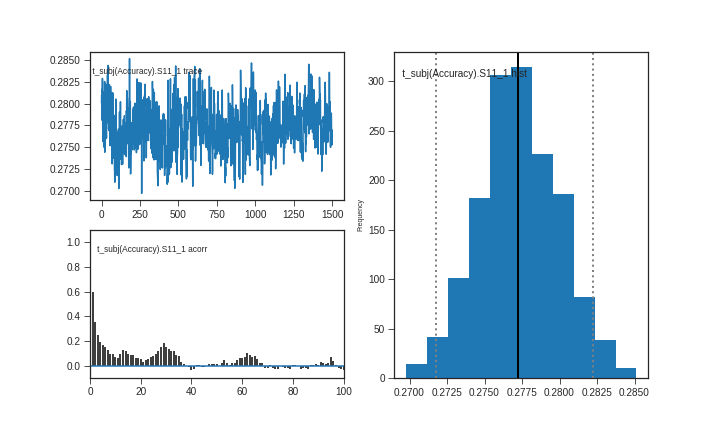 t_subj(Accuracy).S11_1 trace
0.2850
0.2825
0.2800
0.2775
0.2750
0.2725
0.2700
0 250 500 750 1000 1250 1500
t_subj(Accuracy).S11_1 acorr
1.0
0.8
0.6
0.4
0.2
0.0
0 20 40 60 80 100
t_subj(Accuracy).S11_1 hist
Frequency
300
250
200
150
100
50
0
0.2700 0.2725 0.2750 0.2775 0.2800 0.2825 0.2850